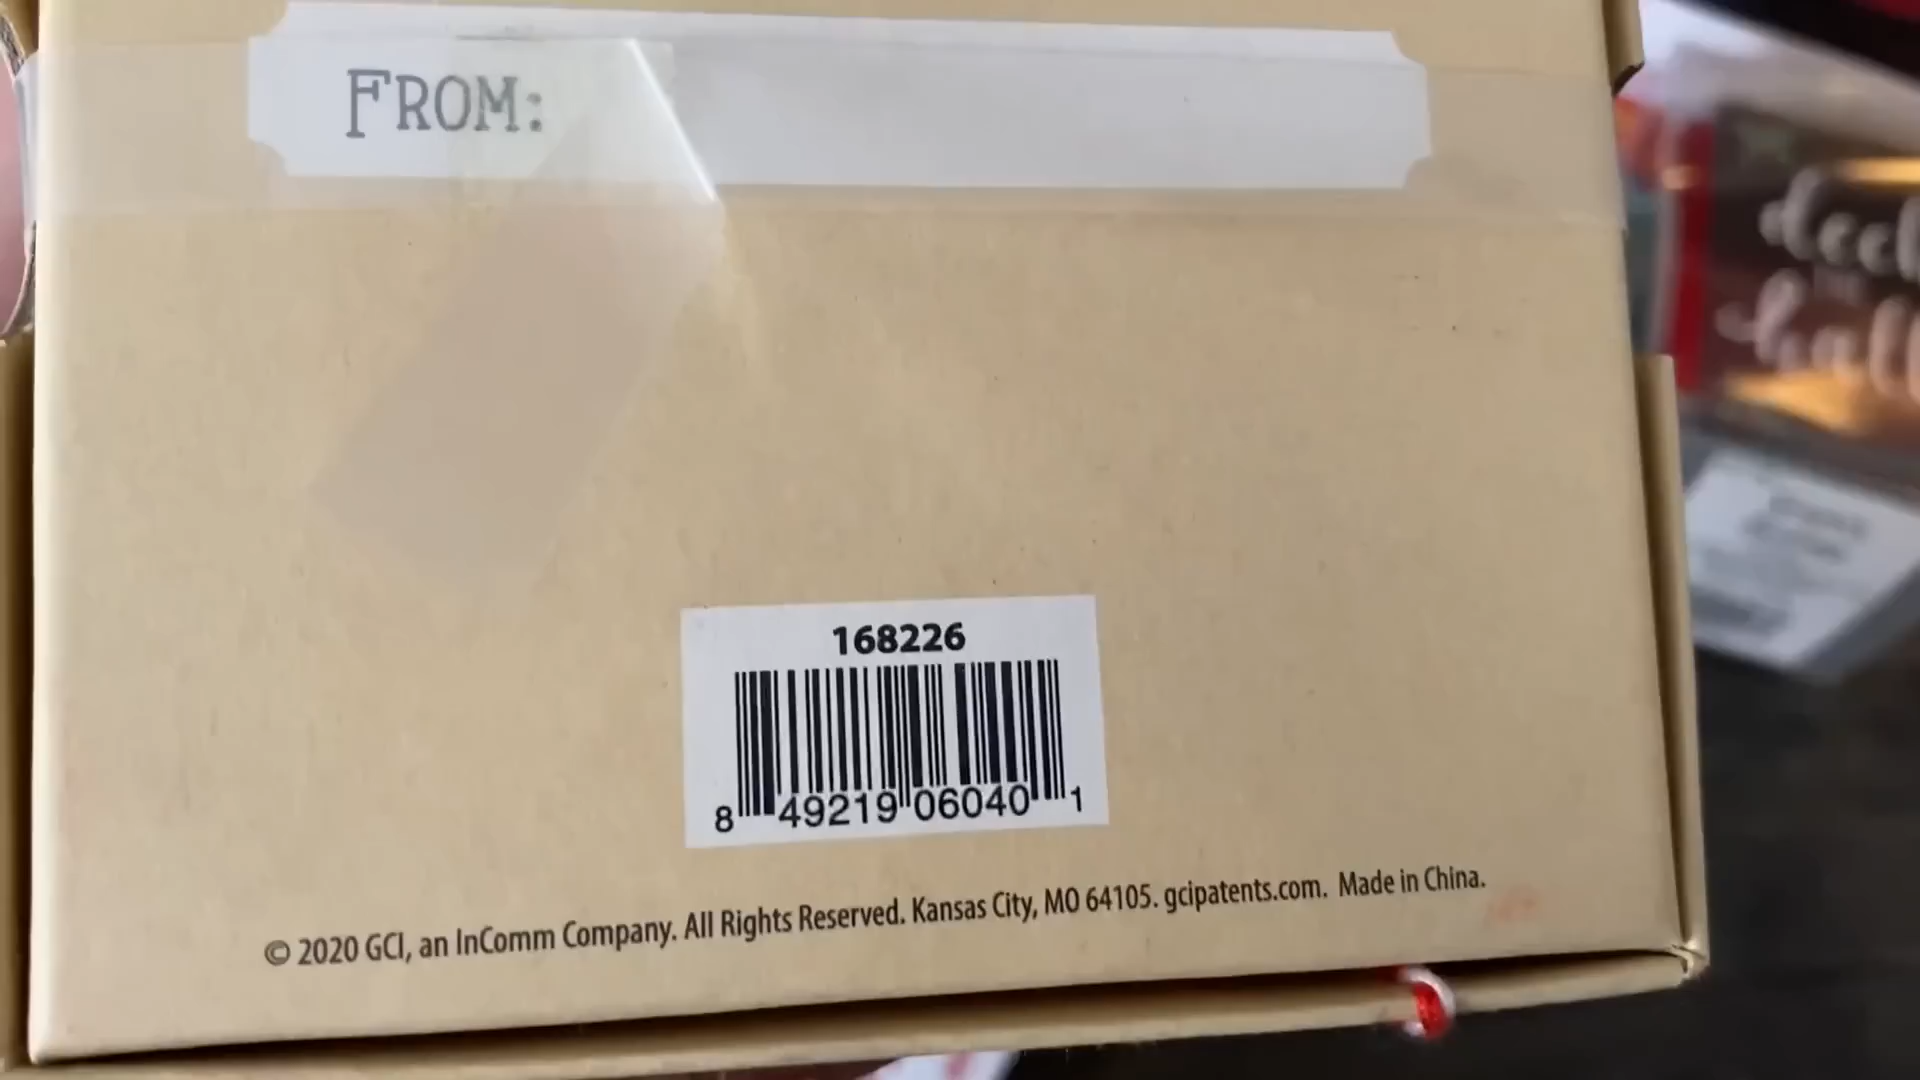 FROM:
168226
8 49219 06040 1
© 2020 GCI, an InComm Company. All Rights Reserved. Kansas City, MO 64105. gcipatents.com. Made in China.